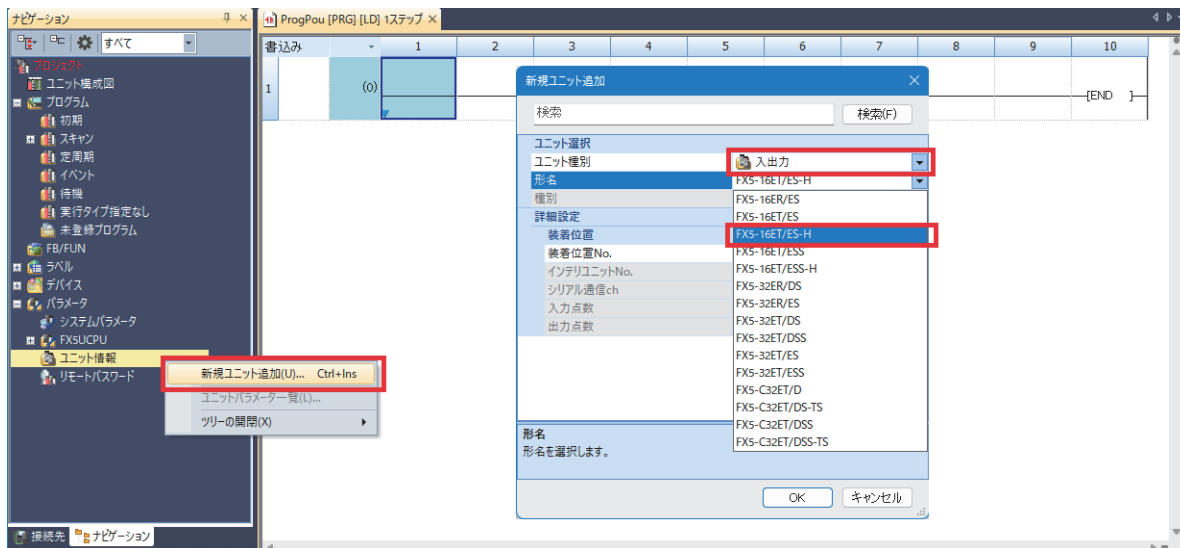 ナビゲーション
すべて
プロジェクト
ユニット構成図
プログラム
初期
スキャン
定周期
イベント
待機
実行タイプ指定なし
未登録プログラム
FB/FUN
ラベル
デバイス
パラメータ
システムパラメータ
FX5UCPU
ユニット情報
リモートパスワード
接続先
ナビゲーション
新規ユニット追加(U)... Ctrl+Ins
ユニットパラメーター覧(L)...
ツリーの開閉(X)
ProgPou [PRG] [LD] 1ステップ
書込み 1 2 3 4 5 6 7 8 9 10
1 (0) [END ]
新規ユニット追加
検索 検索(F)
ユニット選択
ユニット種別 入出力
形名 FX5-16ET/ES-H
種別
詳細設定
装着位置
装着位置No.
インテリユニットNo.
シリアル通信ch
入力点数
出力点数
FX5-16ER/ES
FX5-16ET/ES
FX5-16ET/ES-H
FX5-16ET/ESS
FX5-16ET/ESS-H
FX5-32ER/DS
FX5-32ER/ES
FX5-32ET/DS
FX5-32ET/DSS
FX5-32ET/ES
FX5-32ET/ESS
FX5-C32ET/D
FX5-C32ET/DS-TS
FX5-C32ET/DSS
FX5-C32ET/DSS-TS
形名
形名を選択します。
OK キャンセル